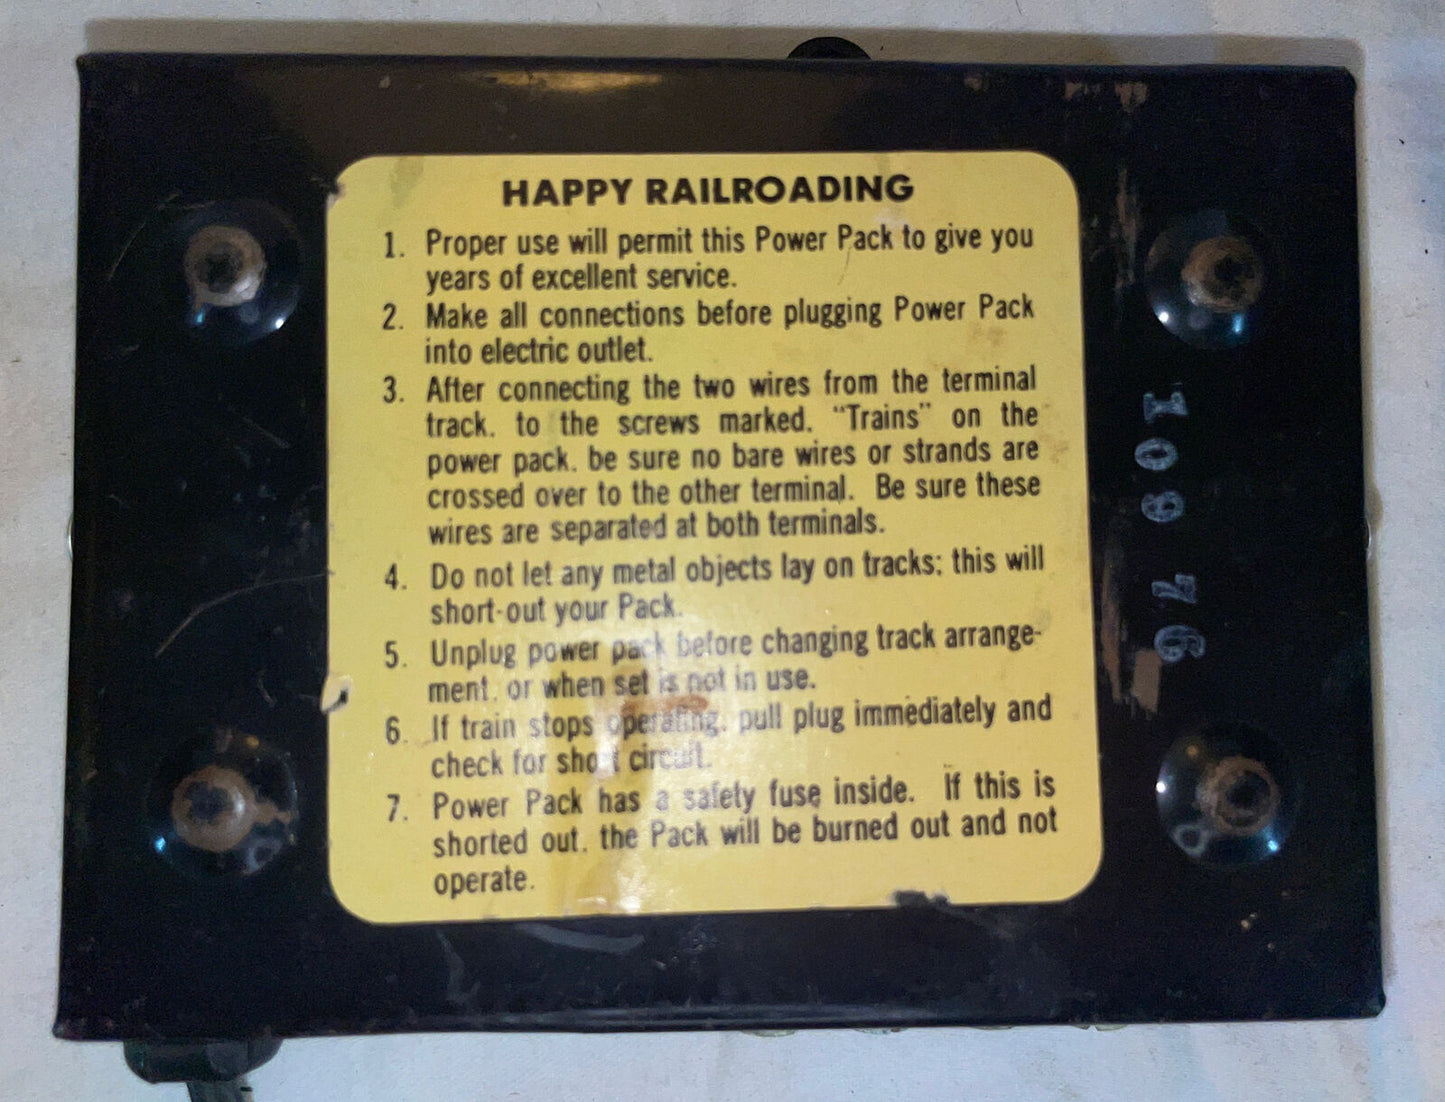 HAPPY RAILROADING
1. Proper use will permit this Power Pack to give you
years of excellent service.
2. Make all connections before plugging Power Pack
into electric outlet.
3. After connecting the two wires from the terminal
track. to the screws marked. "Trains" on the
power pack. be sure no bare wires or strands are
crossed over to the other terminal. Be sure these
wires are separated at both terminals.
4. Do not let any metal objects lay on tracks; this will
short-out your Pack.
5. Unplug power pack before changing track arrange-
ment. or when set is not in use.
6. If train stops operating. pull plug immediately and
check for short circuit.
7. Power Pack has a safety fuse inside. If this is
shorted out. the Pack will be burned out and not
operate.
I08 76